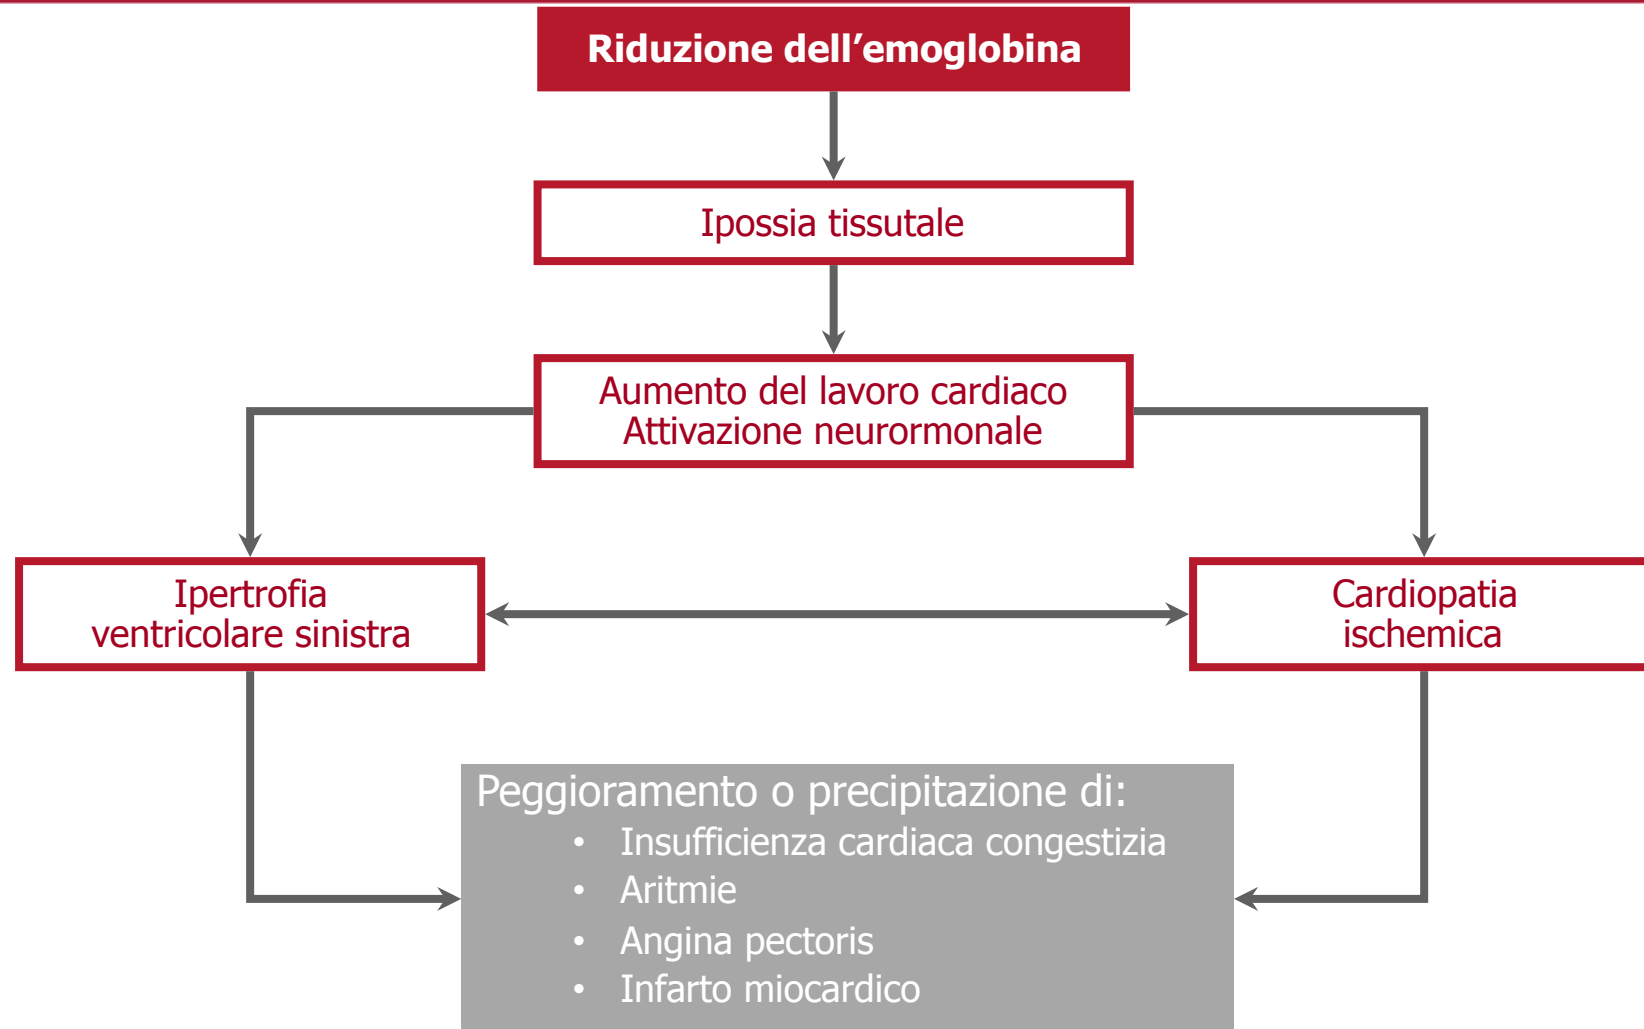 Riduzione dell’emoglobina
Ipossia tissutale
Aumento del lavoro cardiaco
Attivazione neurormonale
Ipertrofia
ventricolare sinistra
Cardiopatia
ischemica
Peggioramento o precipitazione di:
• Insufficienza cardiaca congestizia
• Aritmie
• Angina pectoris
• Infarto miocardico